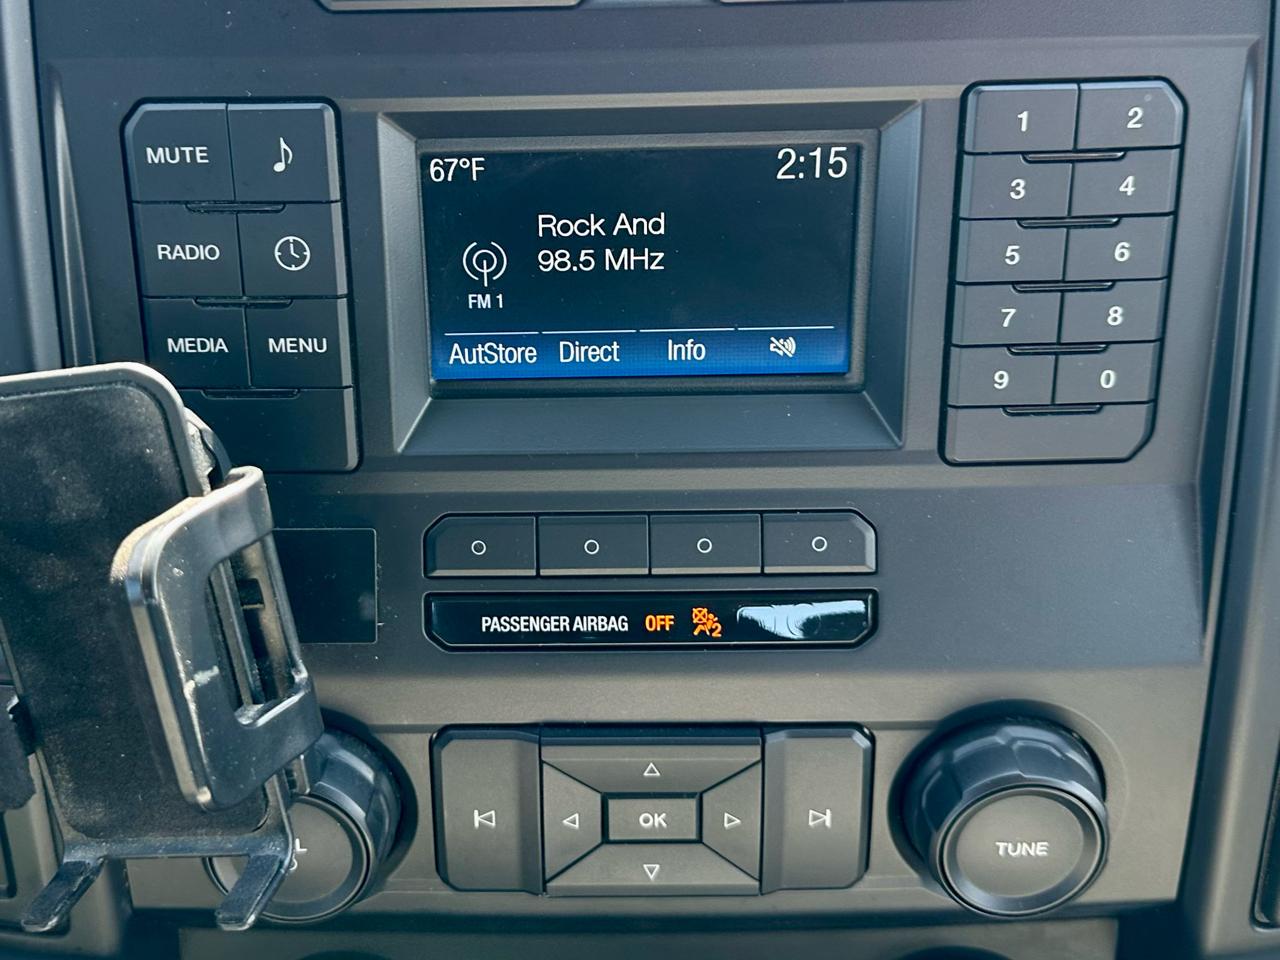 MUTE
RADIO
MEDIA MENU
67°F 2:15
Rock And
98.5 MHz
FM 1
AutStore Direct Info
1 2
3 4
5 6
7 8
9 0
PASSENGER AIRBAG OFF 2
OK
TUNE